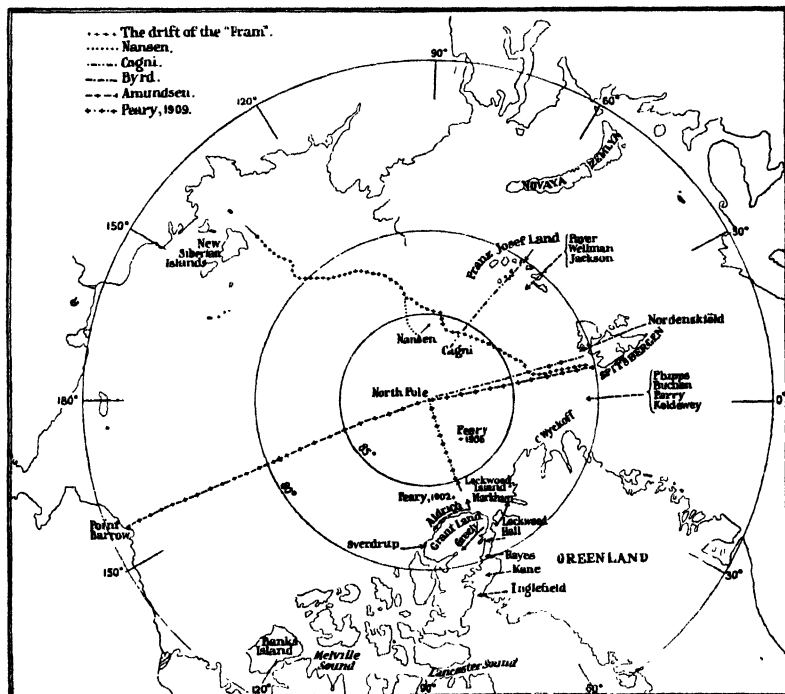 The drift of the "Fram".
Nansen.
Cagni.
Byrd.
Amundsen.
Peary, 1909.
90°
120°
60°
NOVAYA
ZEMLYA
150°
30°
New
Siberian
Islands
Franz Josef Land
Payer
Wellman
Jackson
Nansen
Cagni
Nordenskiöld
SPITSBERGEN
North Pole
180°
0°
Phipps
Buchan
Parry
Koldewey
Peary
1906
Wyckoff
85°
80°
Peary, 1902.
Lockwood
Island
Markham
Aldrich
Grant Land
Greely
Lockwood
Hall
Point
Barrow
Sverdrup
150°
Hayes
Kane
Inglefield
GREENLAND
30°
Banks
Island
Melville
Sound
Lancaster Sound
120°
90°
60°